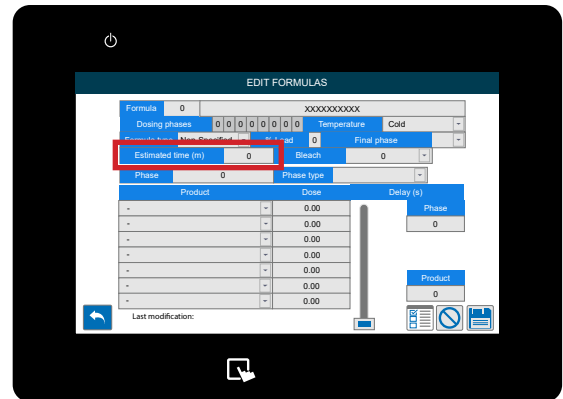 EDIT FORMULAS
Formula 0 XXXXXXXXXX
Dosing phases 0 0 0 0 0 0 0 0 Temperature Cold
Formula type Non Specified % Load 0 Final phase
Estimated time (m) 0 Bleach 0
Phase 0 Phase type
Product Dose Delay (s)
- 0.00 Phase
- 0.00 0
- 0.00
- 0.00
- 0.00 Product
- 0.00 0
- 0.00
Last modification: